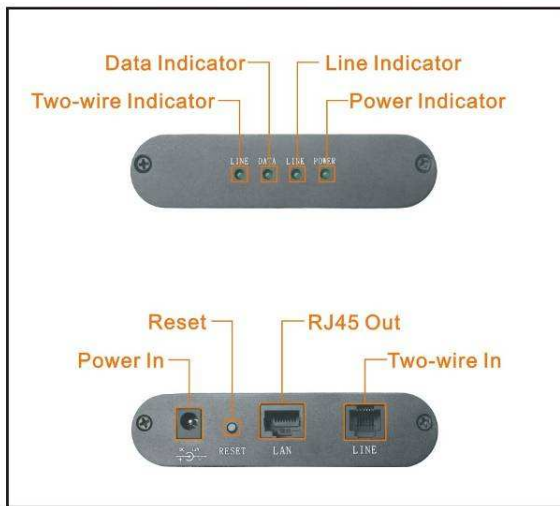 Data Indicator Line Indicator
Two-wire Indicator Power Indicator
LINE DATA LINK POWER
Reset RJ45 Out
Power In Two-wire In
RESET LAN LINE